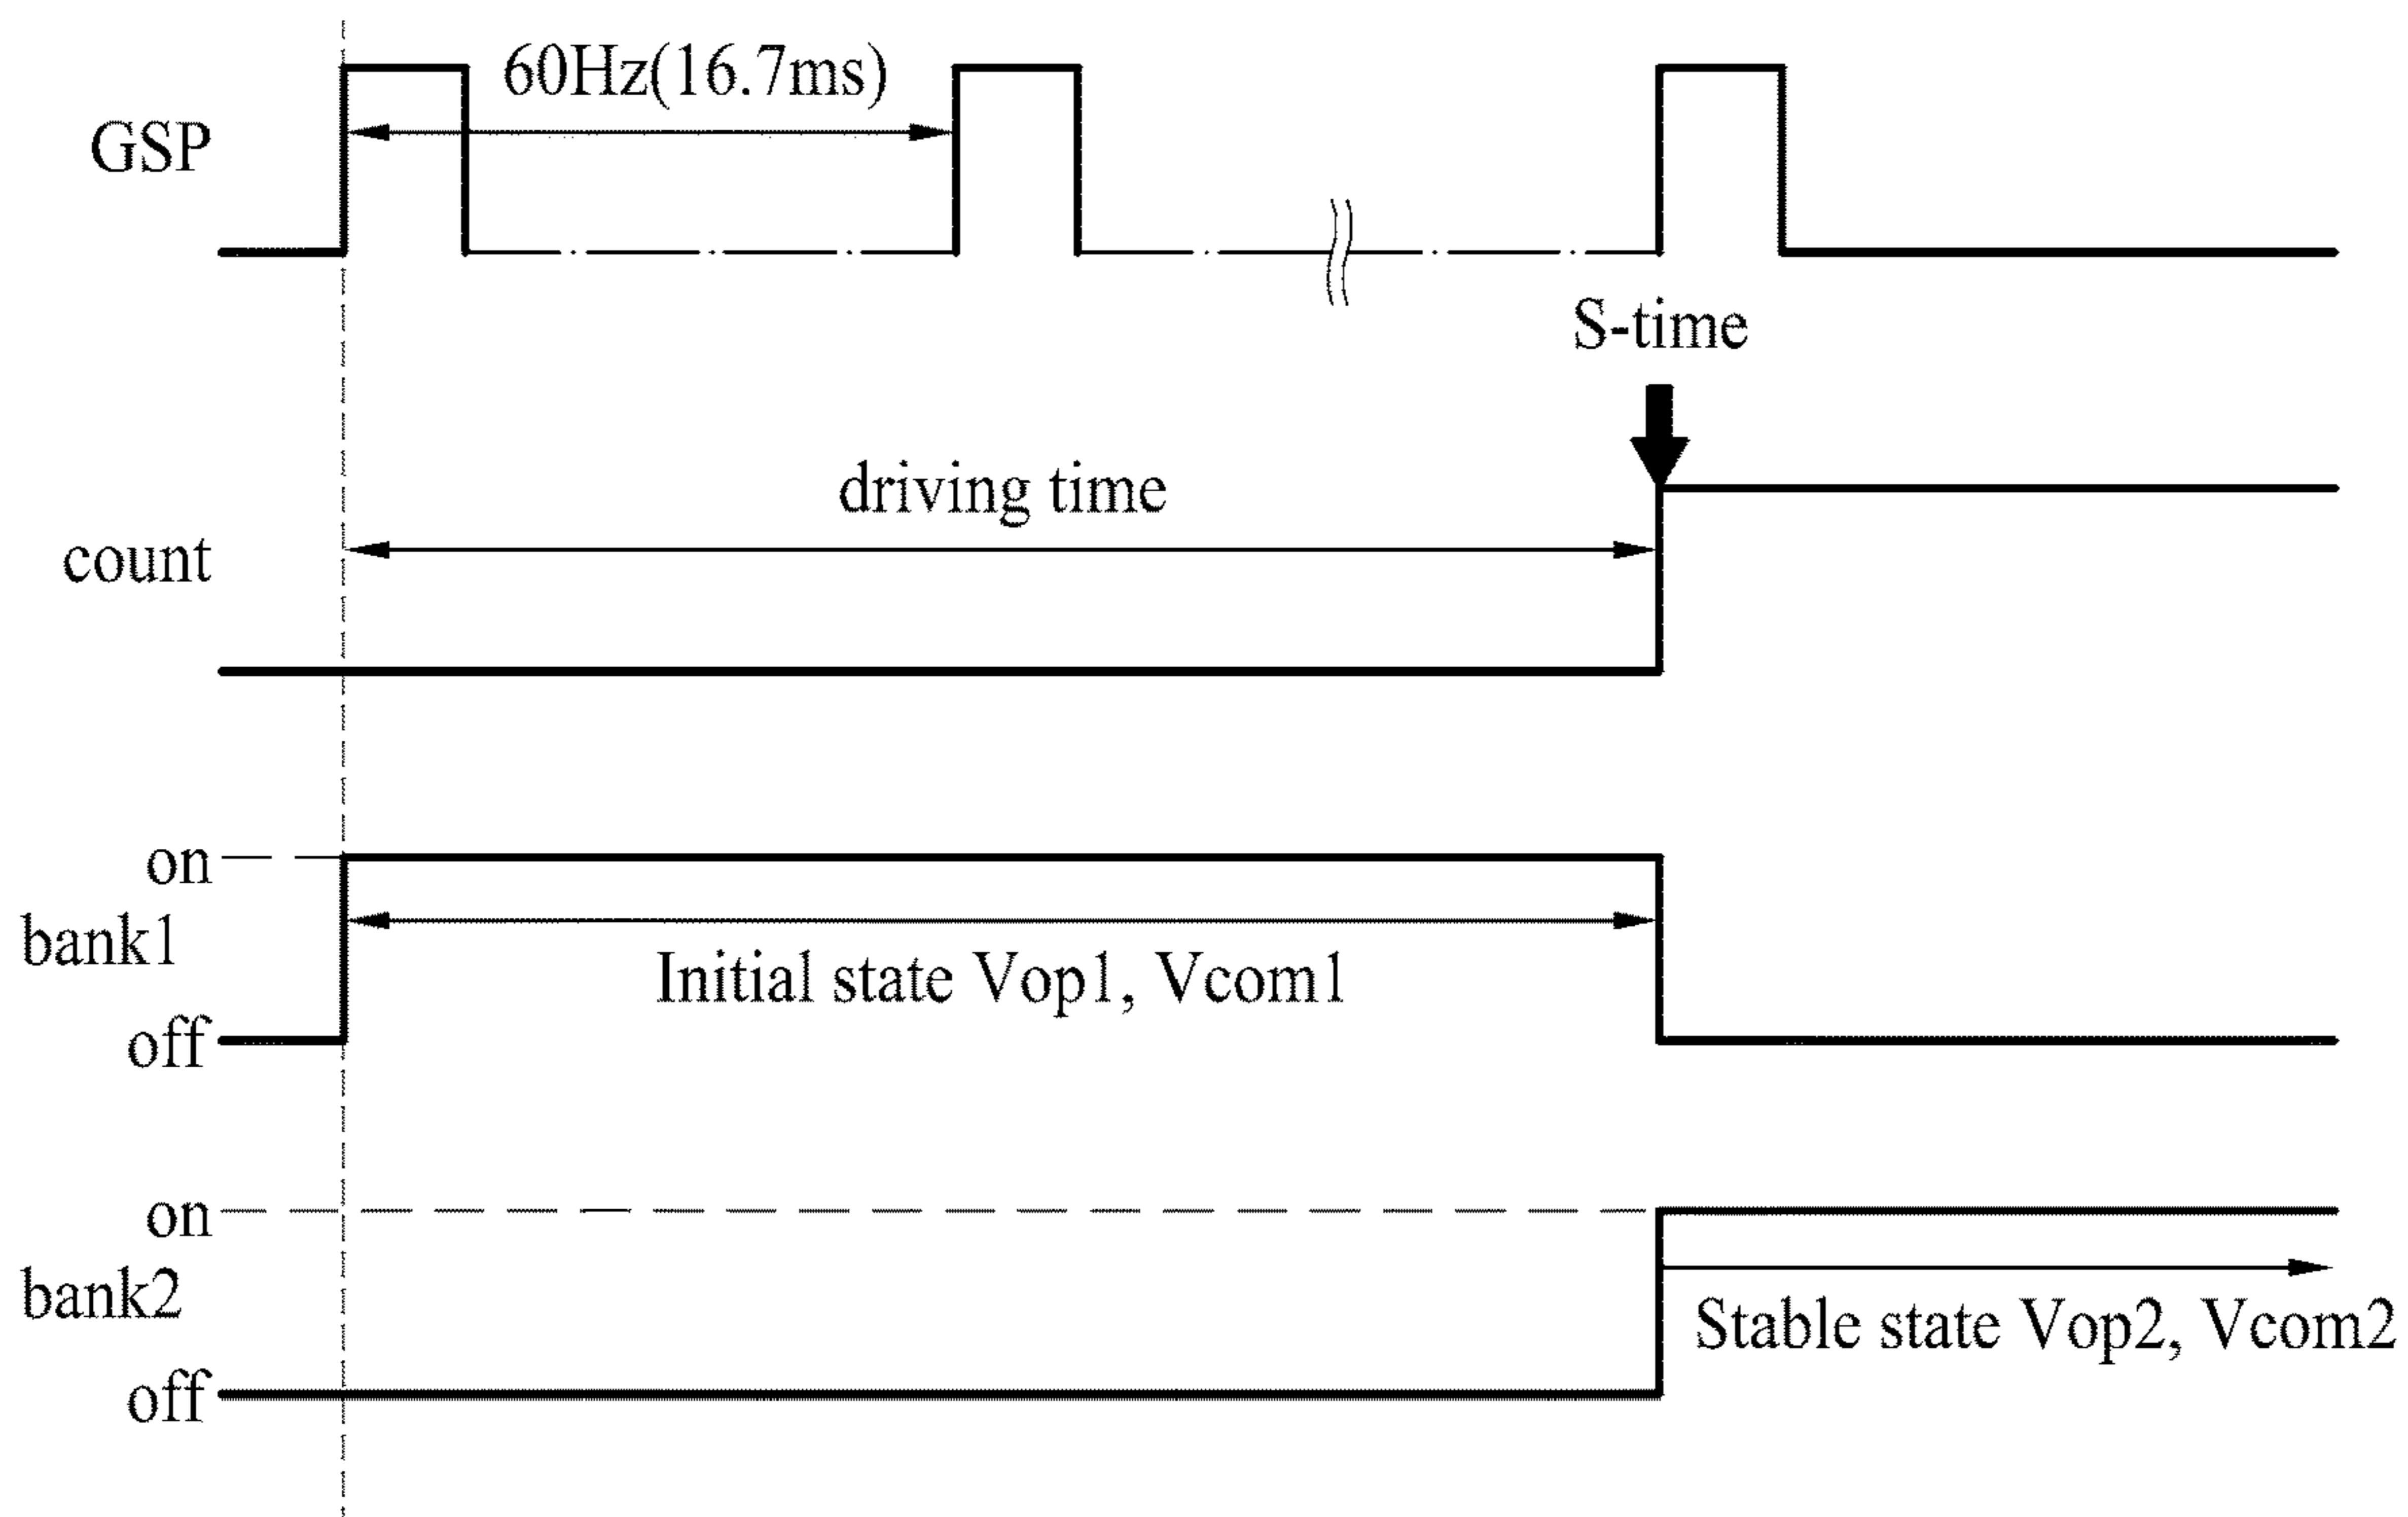 60Hz(16.7ms)
GSP
S-time
driving time
count
on
bank1
Initial state Vop1, Vcom1
off
on
bank2
Stable state Vop2, Vcom2
off